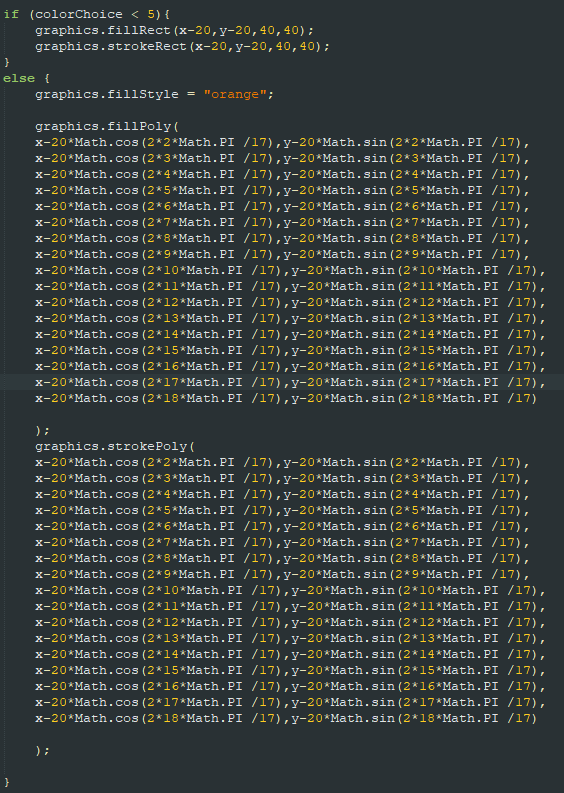 if (colorChoice < 5){
graphics.fillRect(x-20,y-20,40,40);
graphics.strokeRect(x-20,y-20,40,40);
}
else {
graphics.fillStyle = "orange";
graphics.fillPoly(
x-20*Math.cos(2*2*Math.PI /17),y-20*Math.sin(2*2*Math.PI /17),
x-20*Math.cos(2*3*Math.PI /17),y-20*Math.sin(2*3*Math.PI /17),
x-20*Math.cos(2*4*Math.PI /17),y-20*Math.sin(2*4*Math.PI /17),
x-20*Math.cos(2*5*Math.PI /17),y-20*Math.sin(2*5*Math.PI /17),
x-20*Math.cos(2*6*Math.PI /17),y-20*Math.sin(2*6*Math.PI /17),
x-20*Math.cos(2*7*Math.PI /17),y-20*Math.sin(2*7*Math.PI /17),
x-20*Math.cos(2*8*Math.PI /17),y-20*Math.sin(2*8*Math.PI /17),
x-20*Math.cos(2*9*Math.PI /17),y-20*Math.sin(2*9*Math.PI /17),
x-20*Math.cos(2*10*Math.PI /17),y-20*Math.sin(2*10*Math.PI /17),
x-20*Math.cos(2*11*Math.PI /17),y-20*Math.sin(2*11*Math.PI /17),
x-20*Math.cos(2*12*Math.PI /17),y-20*Math.sin(2*12*Math.PI /17),
x-20*Math.cos(2*13*Math.PI /17),y-20*Math.sin(2*13*Math.PI /17),
x-20*Math.cos(2*14*Math.PI /17),y-20*Math.sin(2*14*Math.PI /17),
x-20*Math.cos(2*15*Math.PI /17),y-20*Math.sin(2*15*Math.PI /17),
x-20*Math.cos(2*16*Math.PI /17),y-20*Math.sin(2*16*Math.PI /17),
x-20*Math.cos(2*17*Math.PI /17),y-20*Math.sin(2*17*Math.PI /17),
x-20*Math.cos(2*18*Math.PI /17),y-20*Math.sin(2*18*Math.PI /17)
);
graphics.strokePoly(
x-20*Math.cos(2*2*Math.PI /17),y-20*Math.sin(2*2*Math.PI /17),
x-20*Math.cos(2*3*Math.PI /17),y-20*Math.sin(2*3*Math.PI /17),
x-20*Math.cos(2*4*Math.PI /17),y-20*Math.sin(2*4*Math.PI /17),
x-20*Math.cos(2*5*Math.PI /17),y-20*Math.sin(2*5*Math.PI /17),
x-20*Math.cos(2*6*Math.PI /17),y-20*Math.sin(2*6*Math.PI /17),
x-20*Math.cos(2*7*Math.PI /17),y-20*Math.sin(2*7*Math.PI /17),
x-20*Math.cos(2*8*Math.PI /17),y-20*Math.sin(2*8*Math.PI /17),
x-20*Math.cos(2*9*Math.PI /17),y-20*Math.sin(2*9*Math.PI /17),
x-20*Math.cos(2*10*Math.PI /17),y-20*Math.sin(2*10*Math.PI /17),
x-20*Math.cos(2*11*Math.PI /17),y-20*Math.sin(2*11*Math.PI /17),
x-20*Math.cos(2*12*Math.PI /17),y-20*Math.sin(2*12*Math.PI /17),
x-20*Math.cos(2*13*Math.PI /17),y-20*Math.sin(2*13*Math.PI /17),
x-20*Math.cos(2*14*Math.PI /17),y-20*Math.sin(2*14*Math.PI /17),
x-20*Math.cos(2*15*Math.PI /17),y-20*Math.sin(2*15*Math.PI /17),
x-20*Math.cos(2*16*Math.PI /17),y-20*Math.sin(2*16*Math.PI /17),
x-20*Math.cos(2*17*Math.PI /17),y-20*Math.sin(2*17*Math.PI /17),
x-20*Math.cos(2*18*Math.PI /17),y-20*Math.sin(2*18*Math.PI /17)
);
}